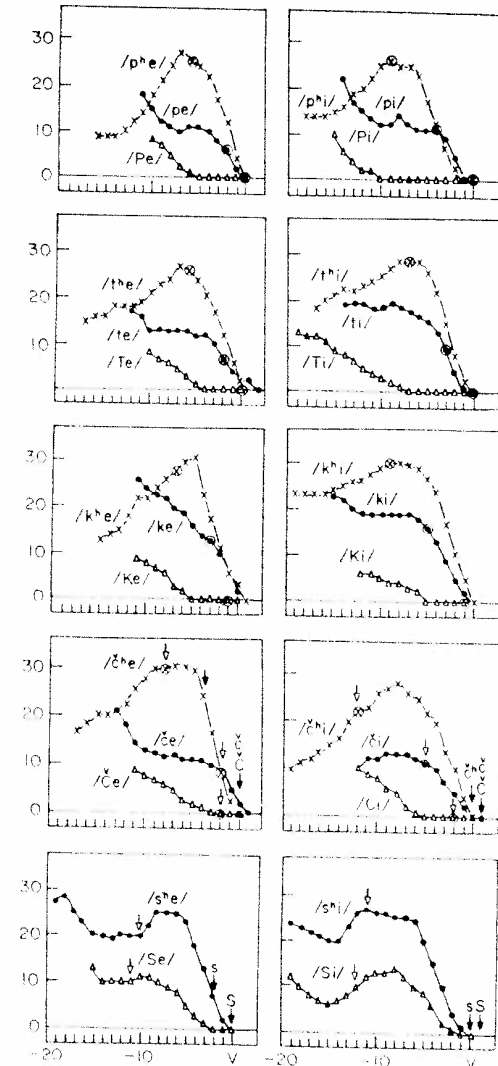 30
20
10
0
/pʰe/
/pe/
/Pe/
/pʰi/
/pi/
/Pi/
30
20
10
0
/tʰe/
/te/
/Te/
/tʰi/
/ti/
/Ti/
30
20
10
0
/kʰe/
/ke/
/Ke/
/kʰi/
/ki/
/Ki/
30
20
10
0
/čʰe/
/če/
/Če/
č
Č
/čʰi/
/či/
/Ci/
čʰ č
C
30
20
10
0
/sʰe/
/Se/
s
S
/sʰi/
/Si/
s S
-20 -10 V -20 -10 V